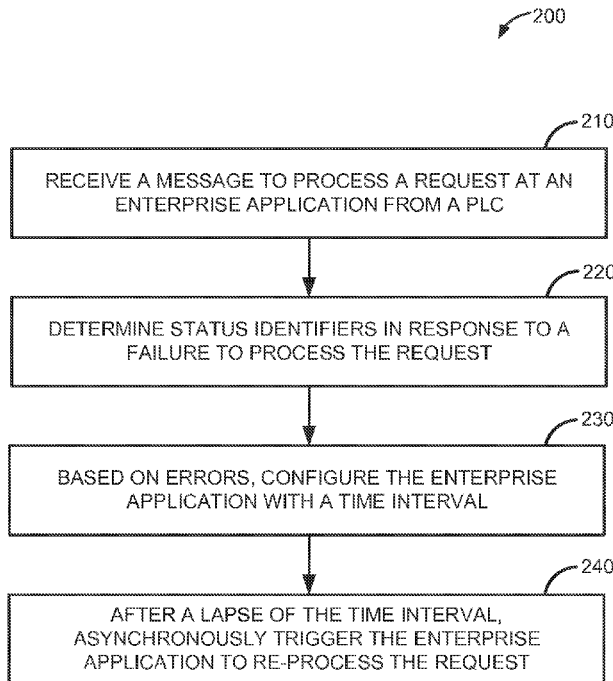 200
210
RECEIVE A MESSAGE TO PROCESS A REQUEST AT AN
ENTERPRISE APPLICATION FROM A PLC
220
DETERMINE STATUS IDENTIFIERS IN RESPONSE TO A
FAILURE TO PROCESS THE REQUEST
230
BASED ON ERRORS, CONFIGURE THE ENTERPRISE
APPLICATION WITH A TIME INTERVAL
240
AFTER A LAPSE OF THE TIME INTERVAL,
ASYNCHRONOUSLY TRIGGER THE ENTERPRISE
APPLICATION TO RE-PROCESS THE REQUEST